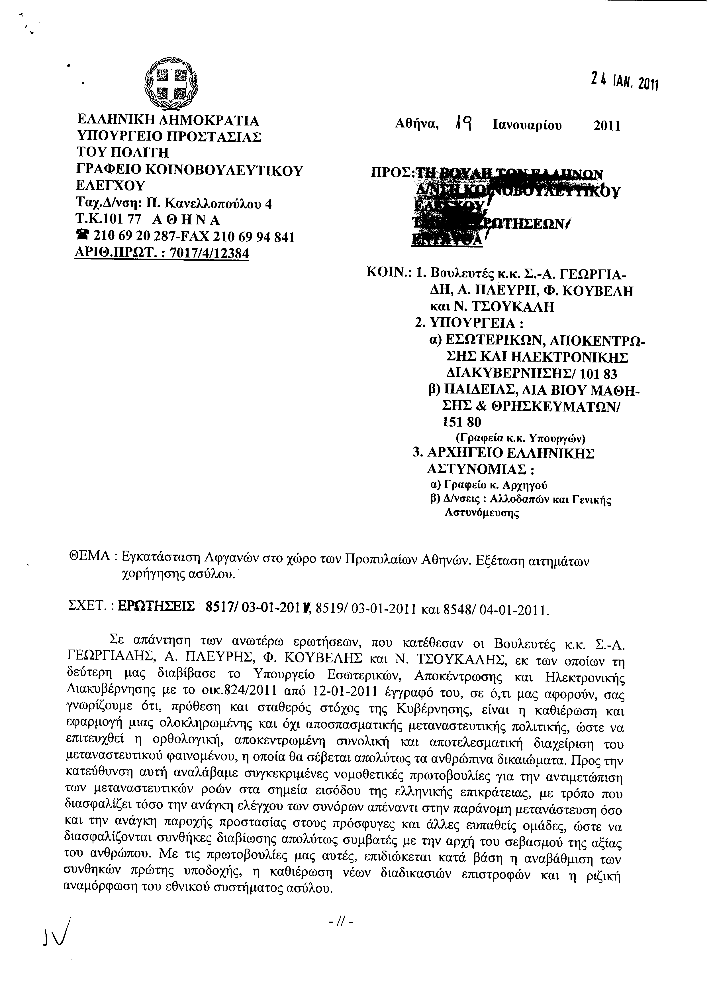 24 ΙΑΝ. 2011
ΕΛΛΗΝΙΚΗ ΔΗΜΟΚΡΑΤΙΑ
ΥΠΟΥΡΓΕΙΟ ΠΡΟΣΤΑΣΙΑΣ
ΤΟΥ ΠΟΛΙΤΗ
ΓΡΑΦΕΙΟ ΚΟΙΝΟΒΟΥΛΕΥΤΙΚΟΥ
ΕΛΕΓΧΟΥ
Ταχ.Δ/νση: Π. Κανελλοπούλου 4
Τ.Κ.101 77 Α Θ Η Ν Α
☎ 210 69 20 287-FAX 210 69 94 841
ΑΡΙΘ.ΠΡΩΤ. : 7017/4/12384
Αθήνα, 19 Ιανουαρίου 2011
ΠΡΟΣ:ΤΗ ΒΟΥΛΗ ΤΩΝ ΕΛΛΗΝΩΝ
Δ/ΝΣΗ ΚΟΙΝΟΒΟΥΛΕΥΤΙΚΟΥ
ΕΛΕΓΧΟΥ
ΕΡΩΤΗΣΕΩΝ/
ΕΝΤΑΥΘΑ
ΚΟΙΝ.: 1. Βουλευτές κ.κ. Σ.-Α. ΓΕΩΡΓΙΑ-
ΔΗ, Α. ΠΛΕΥΡΗ, Φ. ΚΟΥΒΕΛΗ
και Ν. ΤΣΟΥΚΑΛΗ
2. ΥΠΟΥΡΓΕΙΑ :
α) ΕΣΩΤΕΡΙΚΩΝ, ΑΠΟΚΕΝΤΡΩ-
ΣΗΣ ΚΑΙ ΗΛΕΚΤΡΟΝΙΚΗΣ
ΔΙΑΚΥΒΕΡΝΗΣΗΣ/ 101 83
β) ΠΑΙΔΕΙΑΣ, ΔΙΑ ΒΙΟΥ ΜΑΘΗ-
ΣΗΣ & ΘΡΗΣΚΕΥΜΑΤΩΝ/
151 80
(Γραφεία κ.κ. Υπουργών)
3. ΑΡΧΗΓΕΙΟ ΕΛΛΗΝΙΚΗΣ
ΑΣΤΥΝΟΜΙΑΣ :
α) Γραφείο κ. Αρχηγού
β) Δ/νσεις : Αλλοδαπών και Γενικής
Αστυνόμευσης
ΘΕΜΑ : Εγκατάσταση Αφγανών στο χώρο των Προπυλαίων Αθηνών. Εξέταση αιτημάτων
χορήγησης ασύλου.
ΣΧΕΤ. : ΕΡΩΤΗΣΕΙΣ 8517/ 03-01-2011, 8519/ 03-01-2011 και 8548/ 04-01-2011.
Σε απάντηση των ανωτέρω ερωτήσεων, που κατέθεσαν οι Βουλευτές κ.κ. Σ.-Α.
ΓΕΩΡΓΙΑΔΗΣ, Α. ΠΛΕΥΡΗΣ, Φ. ΚΟΥΒΕΛΗΣ και Ν. ΤΣΟΥΚΑΛΗΣ, εκ των οποίων τη
δεύτερη μας διαβίβασε το Υπουργείο Εσωτερικών, Αποκέντρωσης και Ηλεκτρονικής
Διακυβέρνησης με το οικ.824/2011 από 12-01-2011 έγγραφό του, σε ό,τι μας αφορούν, σας
γνωρίζουμε ότι, πρόθεση και σταθερός στόχος της Κυβέρνησης, είναι η καθιέρωση και
εφαρμογή μιας ολοκληρωμένης και όχι αποσπασματικής μεταναστευτικής πολιτικής, ώστε να
επιτευχθεί η ορθολογική, αποκεντρωμένη συνολική και αποτελεσματική διαχείριση του
μεταναστευτικού φαινομένου, η οποία θα σέβεται απολύτως τα ανθρώπινα δικαιώματα. Προς την
κατεύθυνση αυτή αναλάβαμε συγκεκριμένες νομοθετικές πρωτοβουλίες για την αντιμετώπιση
των μεταναστευτικών ροών στα σημεία εισόδου της ελληνικής επικράτειας, με τρόπο που
διασφαλίζει τόσο την ανάγκη ελέγχου των συνόρων απέναντι στην παράνομη μετανάστευση όσο
και την ανάγκη παροχής προστασίας στους πρόσφυγες και άλλες ευπαθείς ομάδες, ώστε να
διασφαλίζονται συνθήκες διαβίωσης απολύτως συμβατές με την αρχή του σεβασμού της αξίας
του ανθρώπου. Με τις πρωτοβουλίες μας αυτές, επιδιώκεται κατά βάση η αναβάθμιση των
συνθηκών πρώτης υποδοχής, η καθιέρωση νέων διαδικασιών επιστροφών και η ριζική
αναμόρφωση του εθνικού συστήματος ασύλου.
- // -